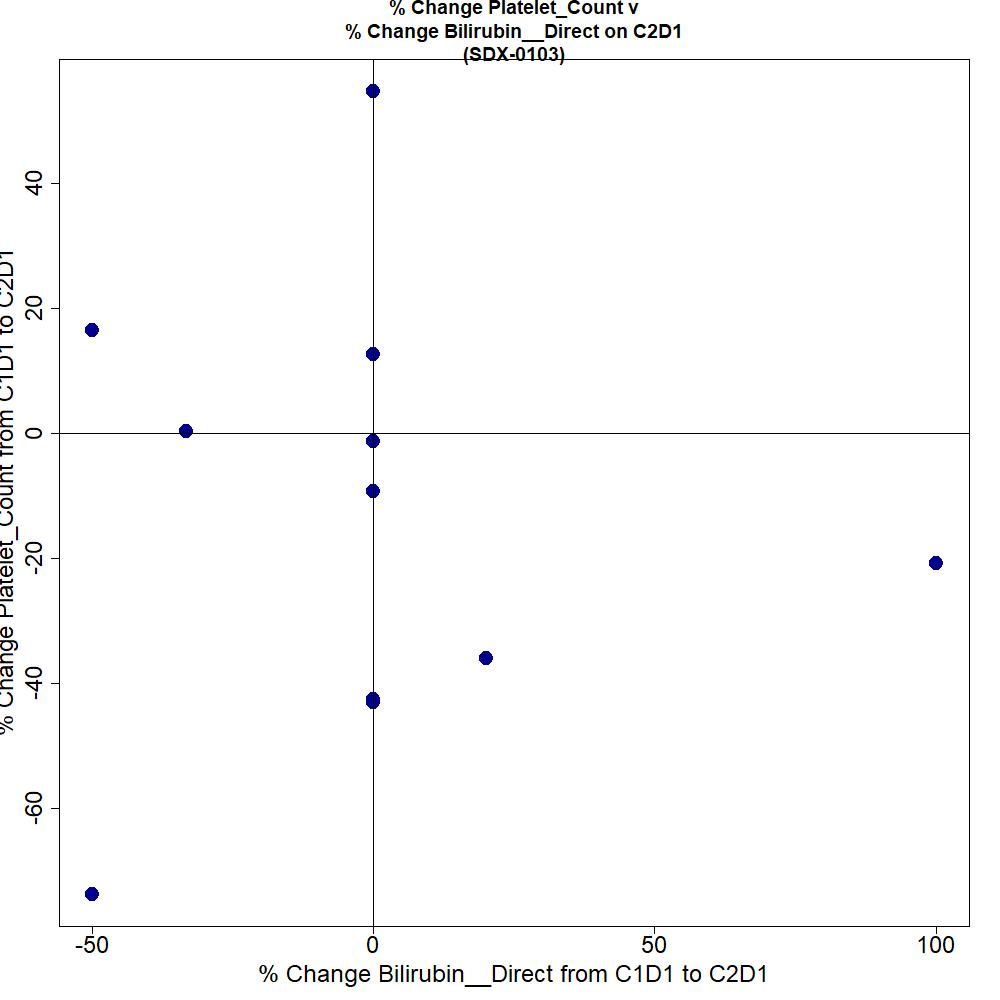 % Change Platelet_Count v
% Change Bilirubin__Direct on C2D1
(SDX-0103)
% Change Platelet_Count from C1D1 to C2D1
40
20
0
-20
-40
-60
-50
0
50
100
% Change Bilirubin__Direct from C1D1 to C2D1